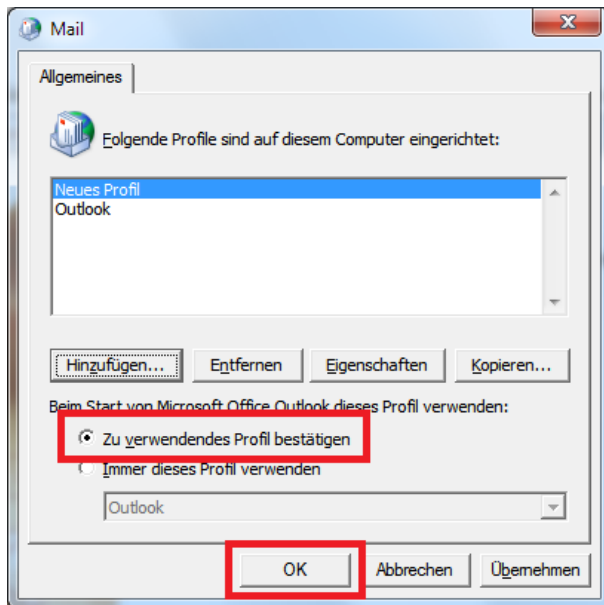 Mail
Allgemeines
Folgende Profile sind auf diesem Computer eingerichtet:
Neues Profil
Outlook
Hinzufügen... Entfernen Eigenschaften Kopieren...
Beim Start von Microsoft Office Outlook dieses Profil verwenden:
Zu verwendendes Profil bestätigen
Immer dieses Profil verwenden
Outlook
OK Abbrechen Übernehmen